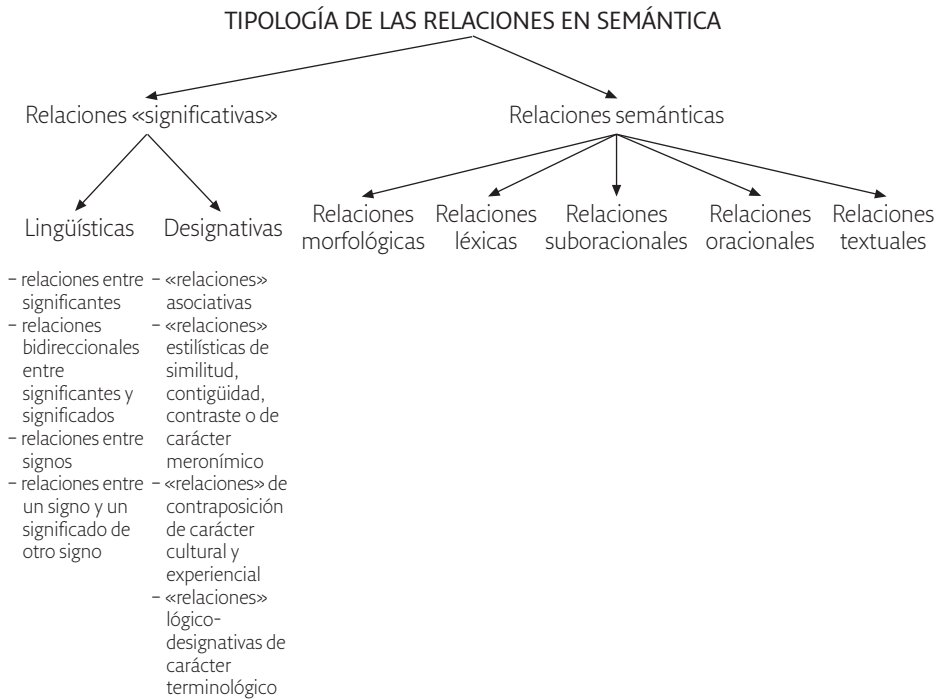 TIPOLOGÍA DE LAS RELACIONES EN SEMÁNTICA
Relaciones «significativas»
Relaciones semánticas
Lingüísticas
Designativas
Relaciones
morfológicas
Relaciones
léxicas
Relaciones
suboracionales
Relaciones
oracionales
Relaciones
textuales
– relaciones entre
significantes
– relaciones
bidireccionales
entre
significantes y
significados
– relaciones entre
signos
– relaciones entre
un signo y un
significado de
otro signo
– «relaciones»
asociativas
– «relaciones»
estilísticas de
similitud,
contigüidad,
contraste o de
carácter
meronímico
– «relaciones» de
contraposición
de carácter
cultural y
experiencial
– «relaciones»
lógico-
designativas de
carácter
terminológico